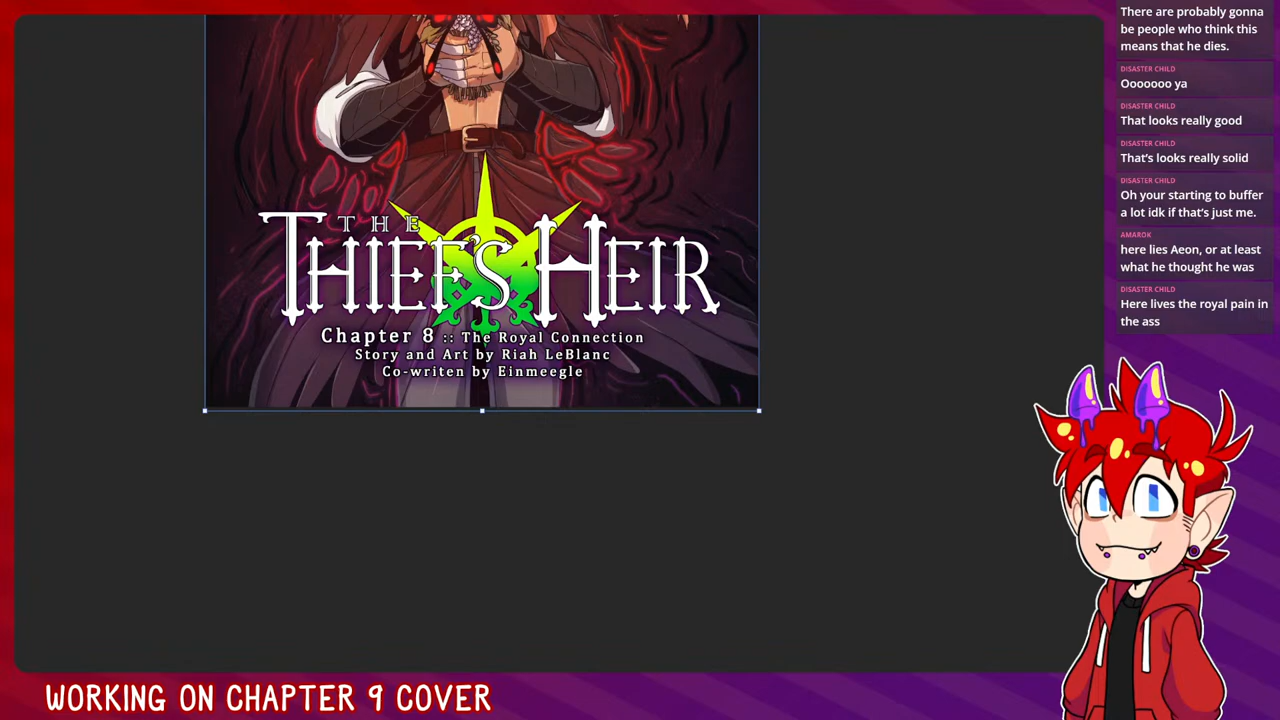 THE
THIEF'S HEIR
Chapter 8 :: The Royal Connection
Story and Art by Riah LeBlanc
Co-writen by Einmeegle
There are probably gonna
be people who think this
means that he dies.
DISASTER CHILD
Ooooooo ya
DISASTER CHILD
That looks really good
DISASTER CHILD
That's looks really solid
DISASTER CHILD
Oh your starting to buffer
a lot idk if that's just me.
AMAROK
here lies Aeon, or at least
what he thought he was
DISASTER CHILD
Here lives the royal pain in
the ass
WORKING ON CHAPTER 9 COVER